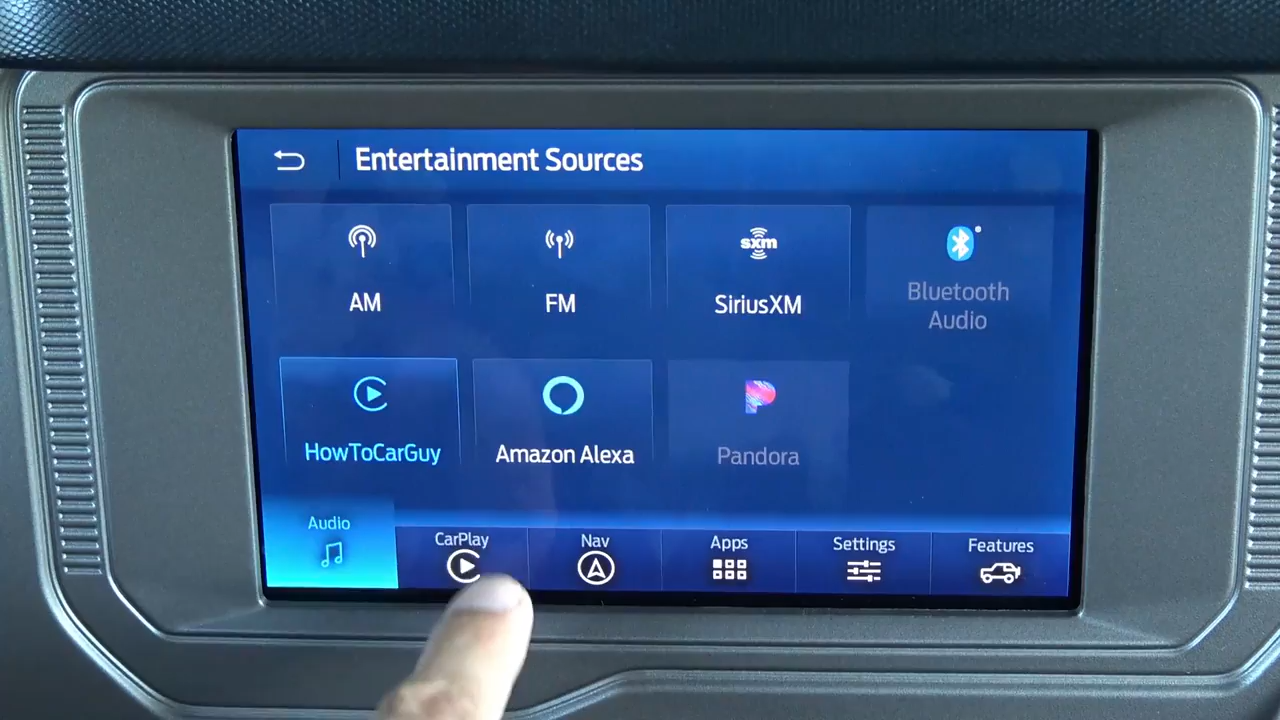 Entertainment Sources
AM
FM
sxm
SiriusXM
Bluetooth
Audio
HowToCarGuy
Amazon Alexa
Pandora
Audio
CarPlay
Nav
Apps
Settings
Features